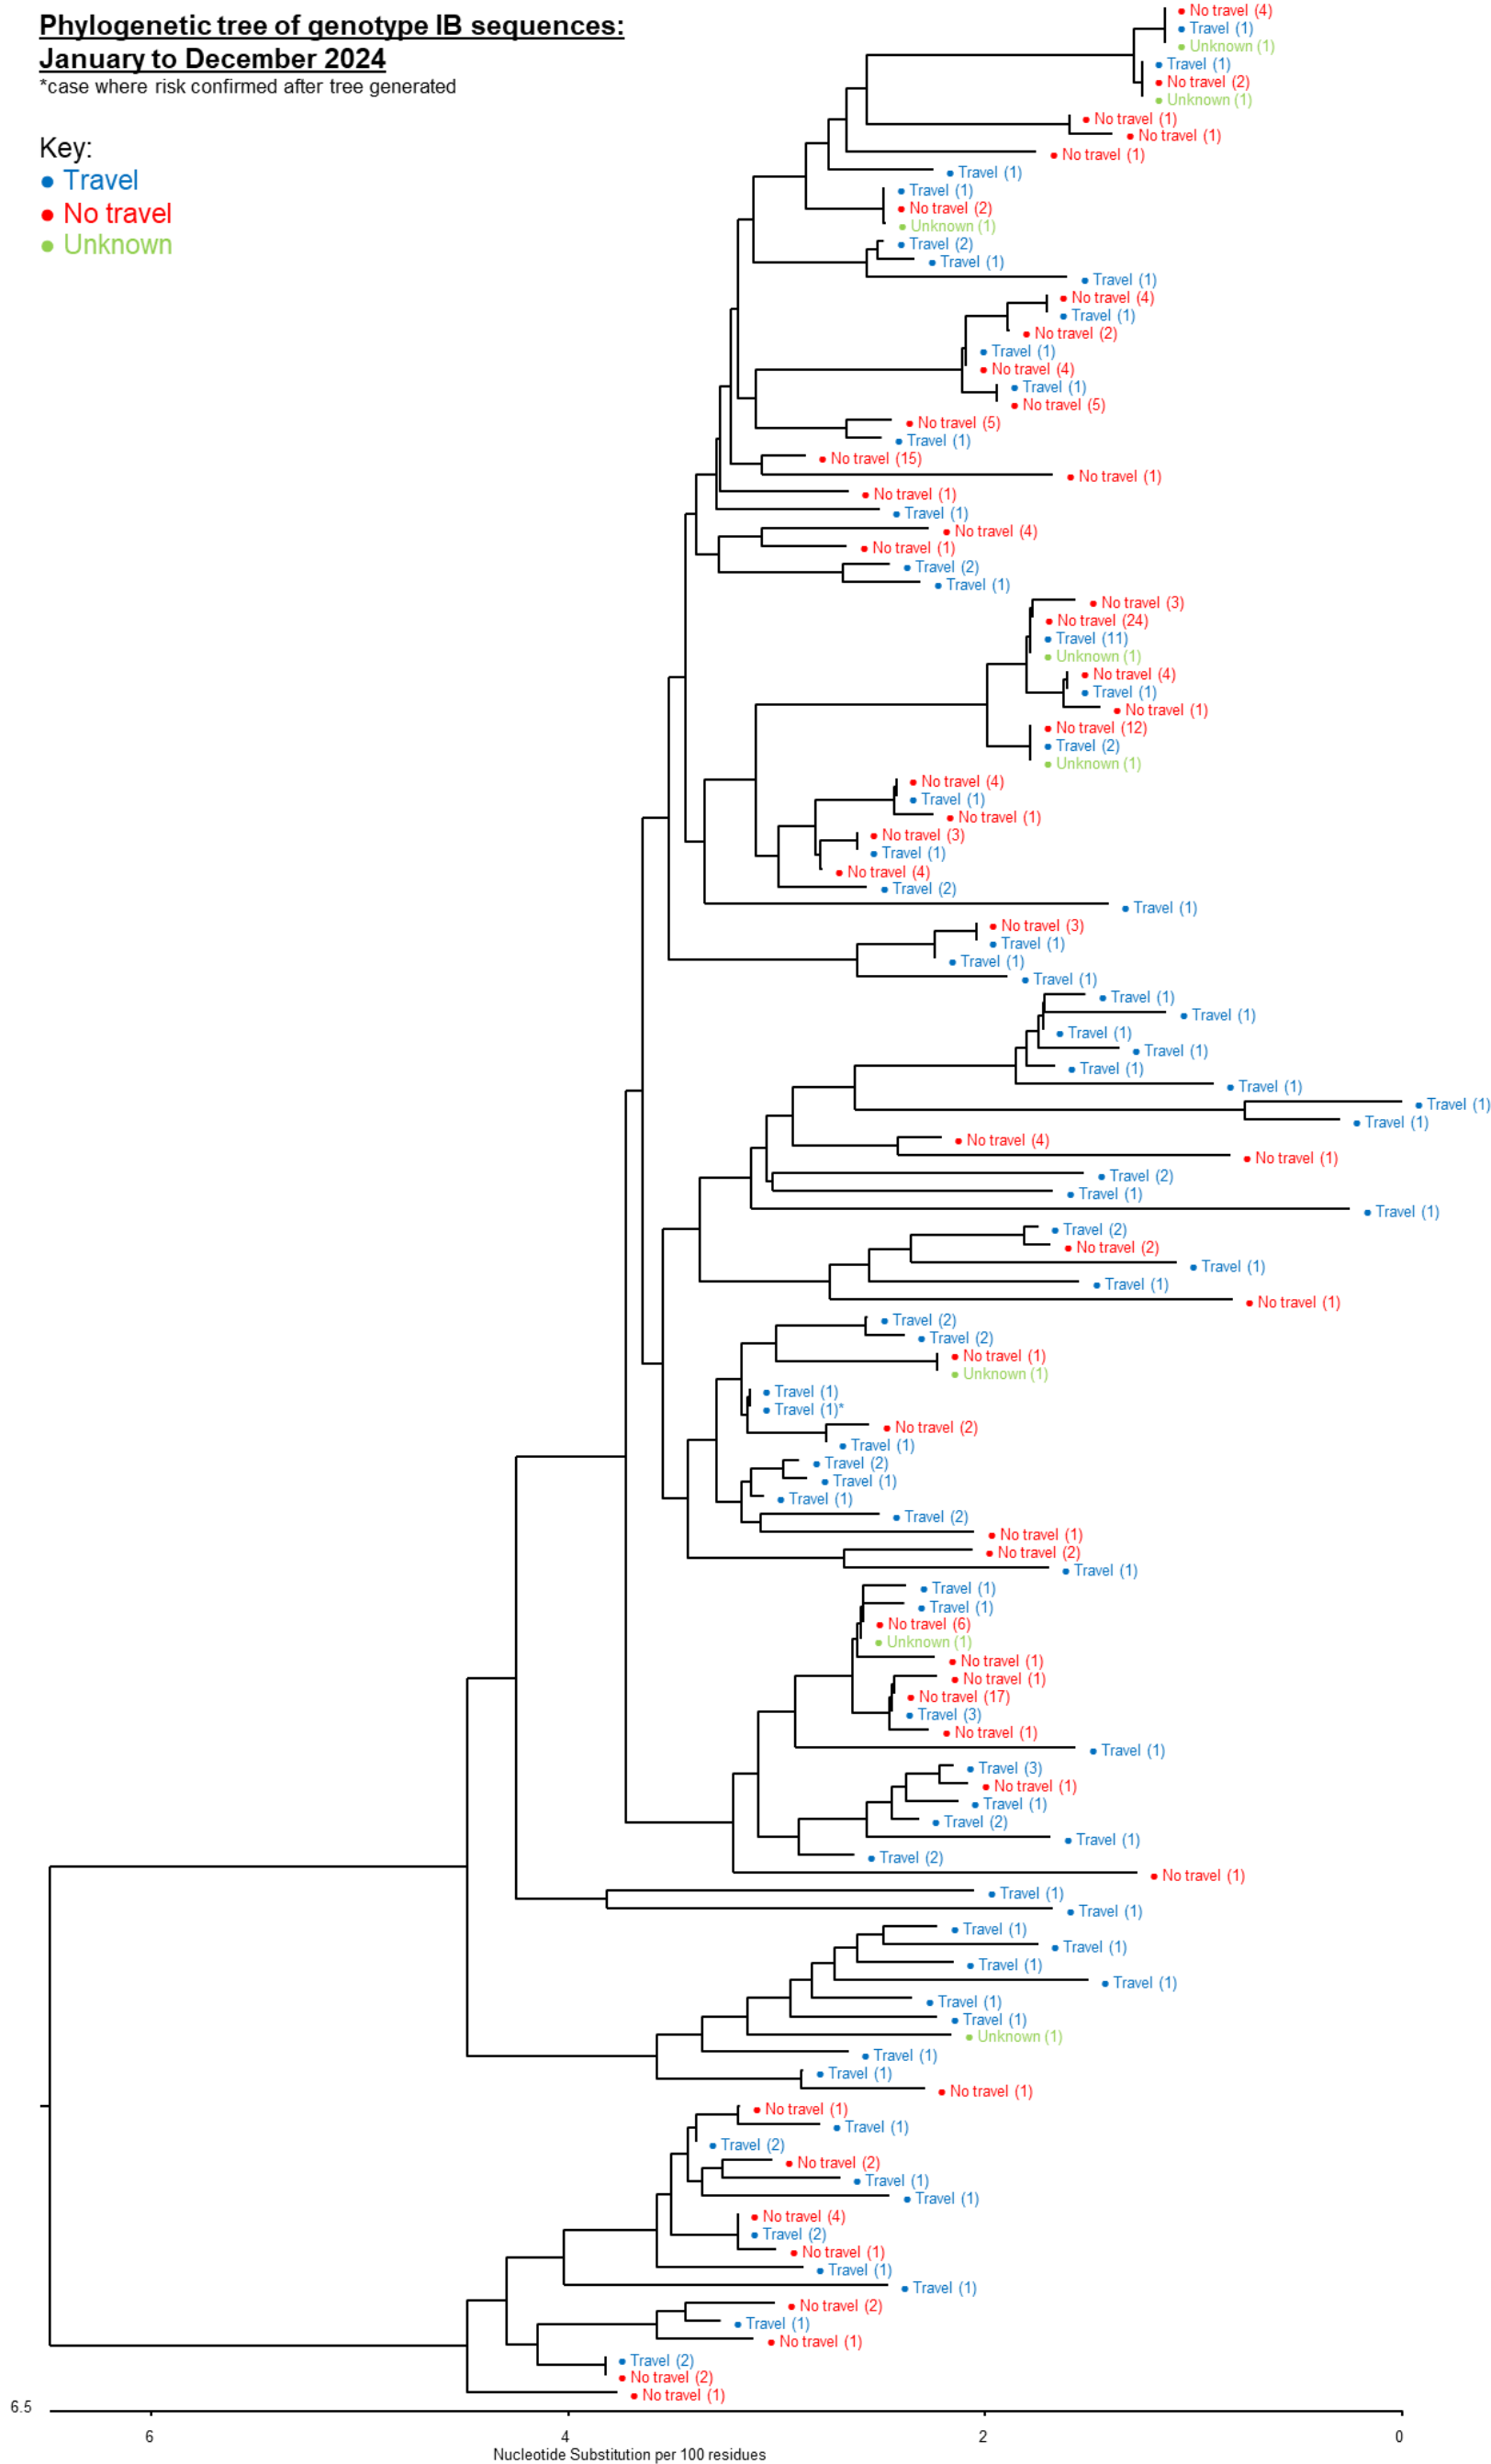 Phylogenetic tree of genotype IB sequences:
January to December 2024
*case where risk confirmed after tree generated
Key:
• Travel
• No travel
• Unknown
• No travel (4)
• Travel (1)
• Unknown (1)
• Travel (1)
• No travel (2)
• Unknown (1)
• No travel (1)
• No travel (1)
• No travel (1)
• Travel (1)
• Travel (1)
• No travel (2)
• Unknown (1)
• Travel (2)
• Travel (1)
• Travel (1)
• No travel (4)
• Travel (1)
• No travel (2)
• Travel (1)
• No travel (4)
• Travel (1)
• No travel (5)
• No travel (5)
• Travel (1)
• No travel (15)
• No travel (1)
• No travel (1)
• Travel (1)
• No travel (4)
• No travel (1)
• Travel (2)
• Travel (1)
• No travel (3)
• No travel (24)
• Travel (11)
• Unknown (1)
• No travel (4)
• Travel (1)
• No travel (1)
• No travel (12)
• Travel (2)
• Unknown (1)
• No travel (4)
• Travel (1)
• No travel (1)
• No travel (3)
• Travel (1)
• No travel (4)
• Travel (2)
• Travel (1)
• No travel (3)
• Travel (1)
• Travel (1)
• Travel (1)
• Travel (1)
• Travel (1)
• Travel (1)
• Travel (1)
• Travel (1)
• Travel (1)
• Travel (1)
• Travel (1)
• No travel (4)
• No travel (1)
• Travel (2)
• Travel (1)
• Travel (1)
• Travel (2)
• No travel (2)
• Travel (1)
• Travel (1)
• No travel (1)
• Travel (2)
• Travel (2)
• No travel (1)
• Unknown (1)
• Travel (1)
• Travel (1)*
• No travel (2)
• Travel (1)
• Travel (2)
• Travel (1)
• Travel (1)
• Travel (2)
• No travel (1)
• No travel (2)
• Travel (1)
• Travel (1)
• Travel (1)
• No travel (6)
• Unknown (1)
• No travel (1)
• No travel (1)
• No travel (17)
• Travel (3)
• No travel (1)
• Travel (1)
• Travel (3)
• No travel (1)
• Travel (1)
• Travel (2)
• Travel (1)
• Travel (2)
• No travel (1)
• Travel (1)
• Travel (1)
• Travel (1)
• Travel (1)
• Travel (1)
• Travel (1)
• Travel (1)
• Travel (1)
• Unknown (1)
• Travel (1)
• Travel (1)
• No travel (1)
• No travel (1)
• Travel (1)
• Travel (2)
• No travel (2)
• Travel (1)
• Travel (1)
• No travel (4)
• Travel (2)
• No travel (1)
• Travel (1)
• Travel (1)
• No travel (2)
• Travel (1)
• No travel (1)
• Travel (2)
• No travel (2)
• No travel (1)
6.5
6 4 2 0
Nucleotide Substitution per 100 residues